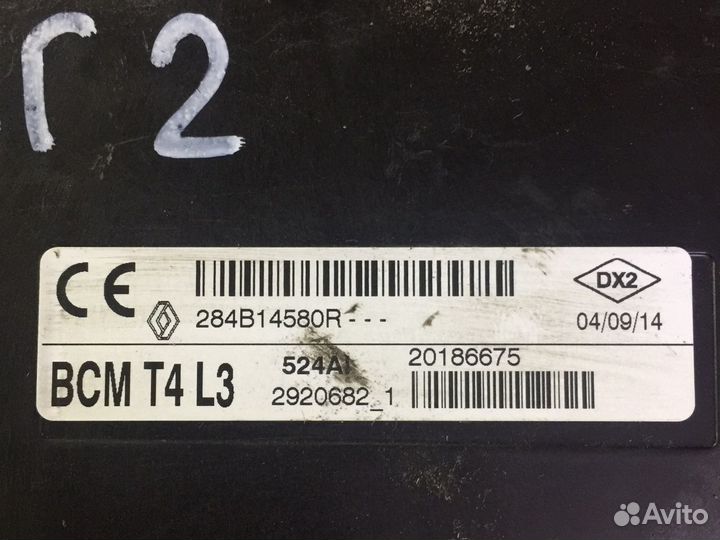 г2
CE
DX2
284B14580R---
04/09/14
BCM T4 L3
524A
20186675
2920682_1
Avito